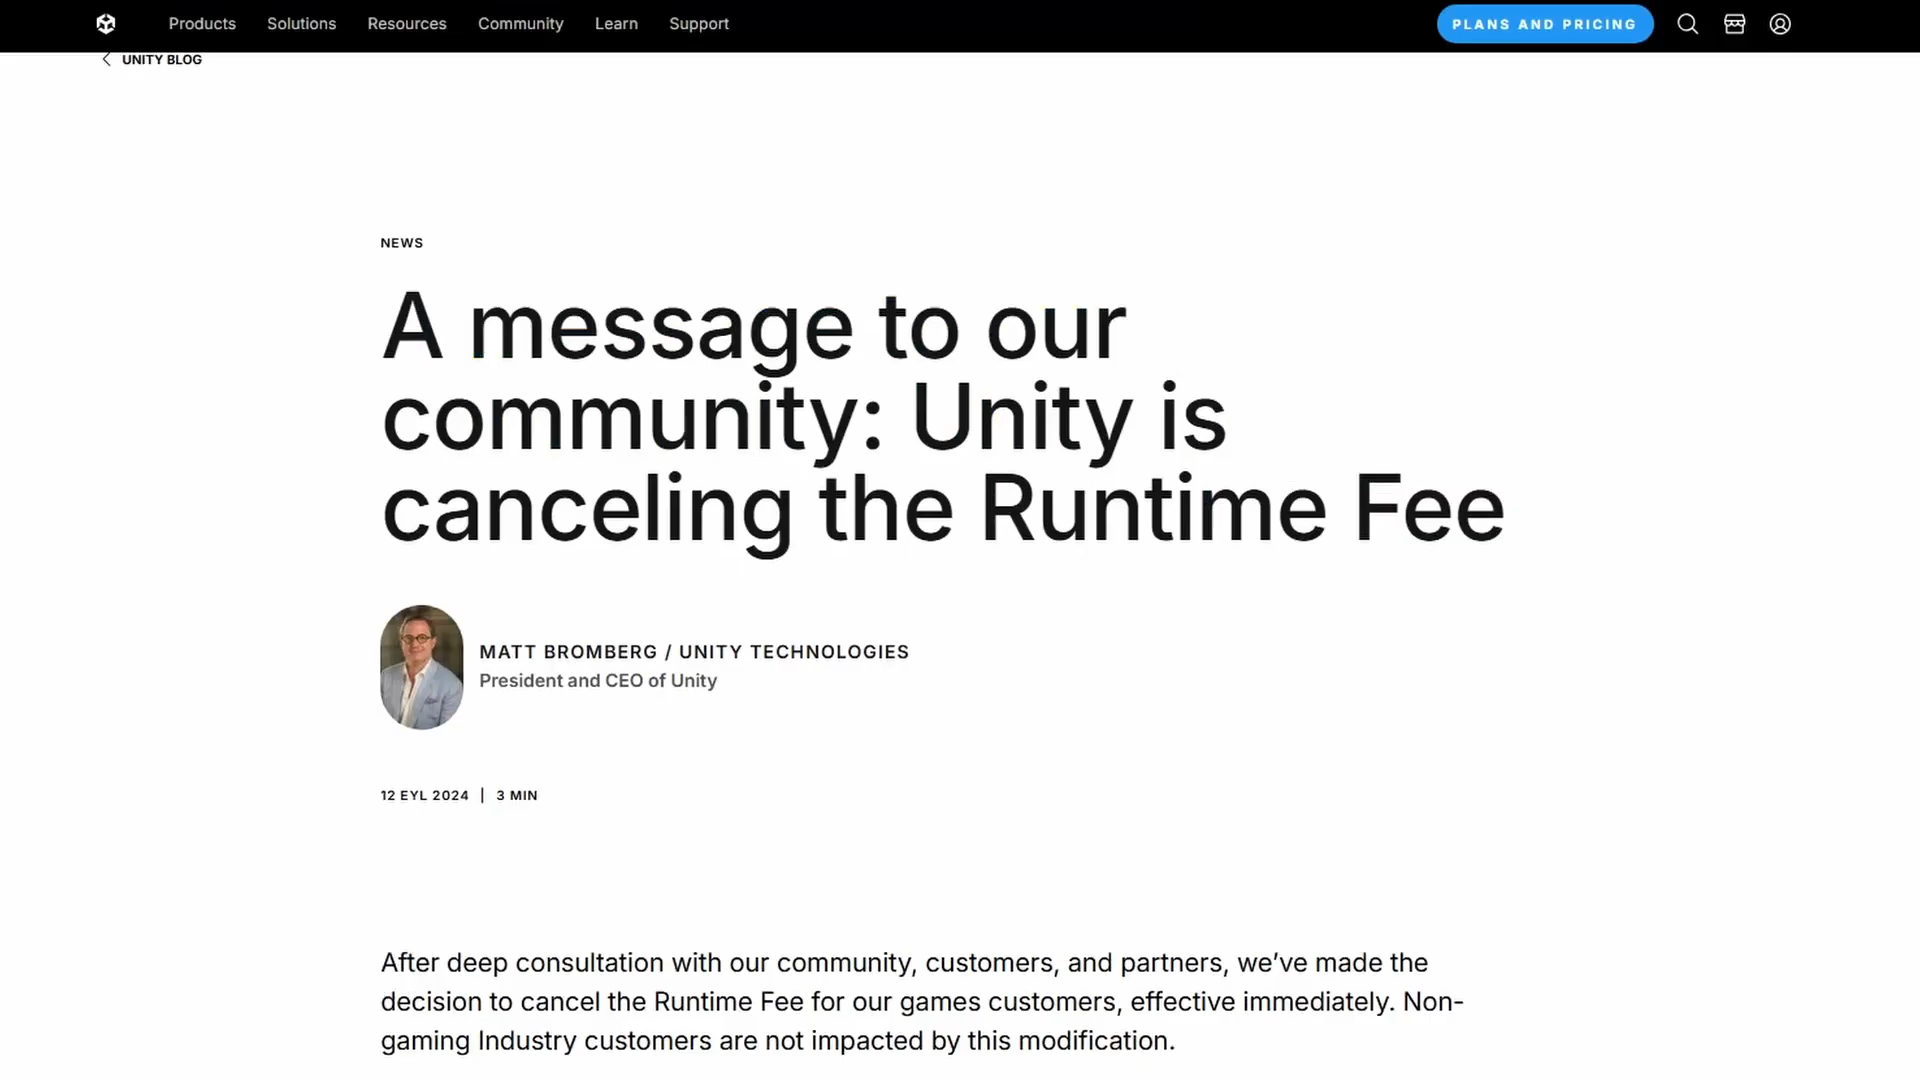 Products Solutions Resources Community Learn Support PLANS AND PRICING
UNITY BLOG
NEWS
A message to our
community: Unity is
canceling the Runtime Fee
MATT BROMBERG / UNITY TECHNOLOGIES
President and CEO of Unity
12 EYL 2024 | 3 MIN
After deep consultation with our community, customers, and partners, we’ve made the
decision to cancel the Runtime Fee for our games customers, effective immediately. Non-
gaming Industry customers are not impacted by this modification.